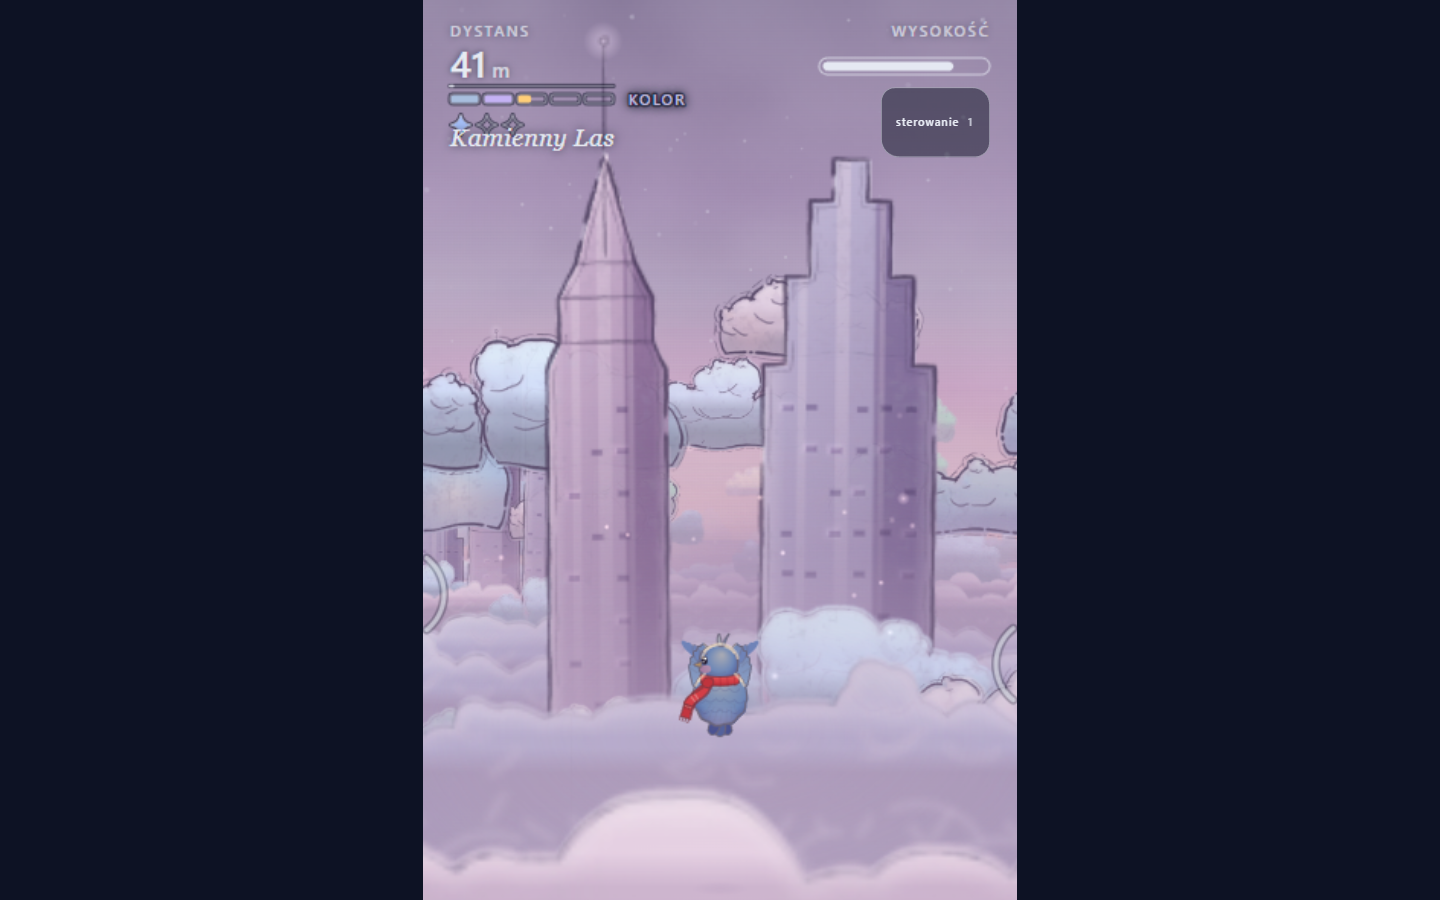 DYSTANS
WYSOKOŚĆ
41 m
KOLOR
sterowanie 1
Kamienny Las